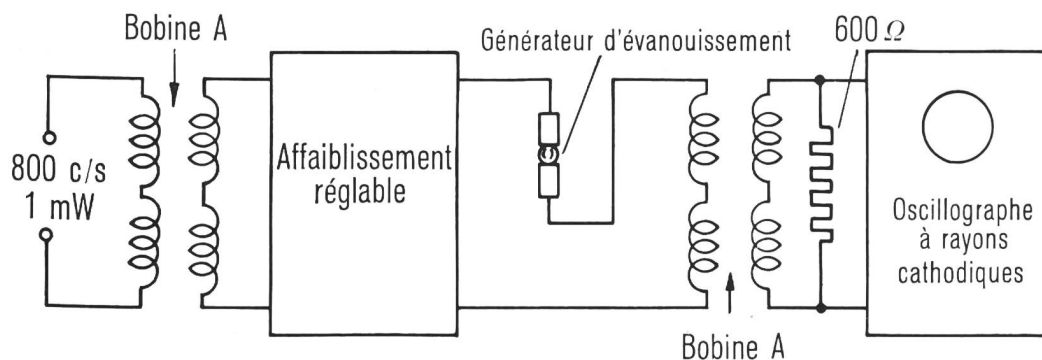 Bobine A
Générateur d'évanouissement
600 Ω
800 c/s
1 mW
Affaiblissement
réglable
Oscillographe
à rayons
cathodiques
Bobine A